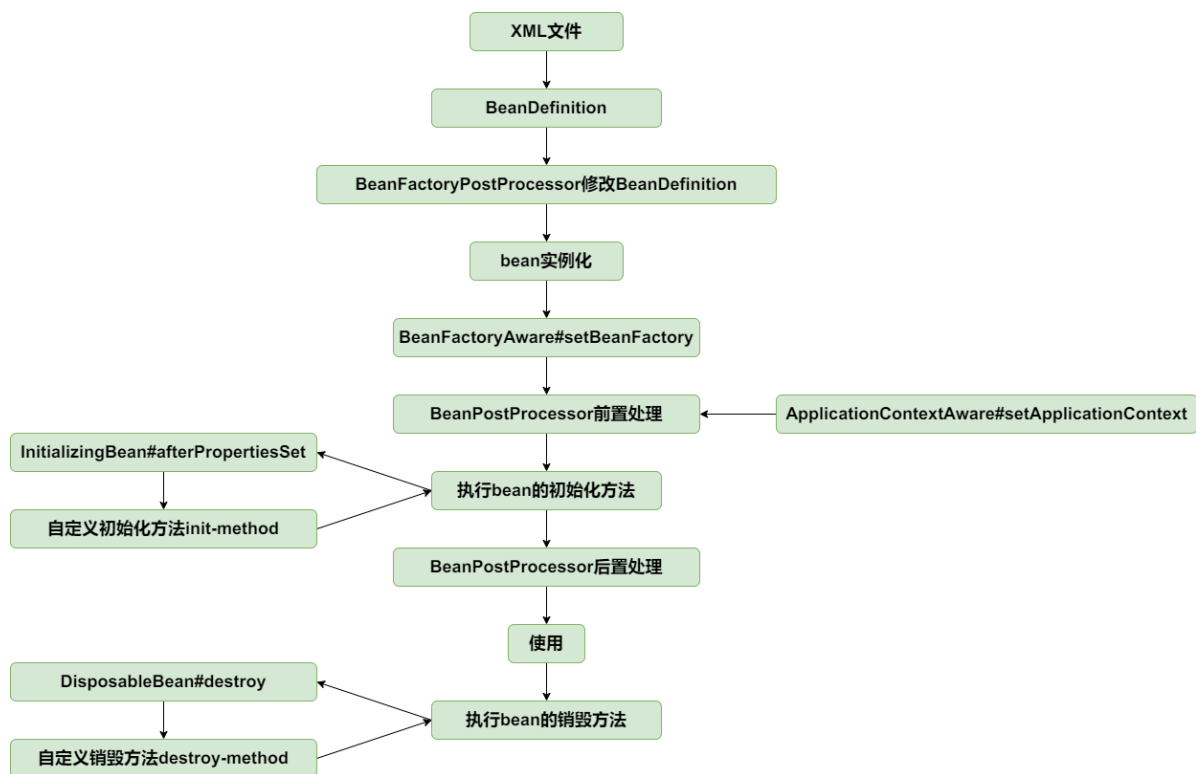 XML文件
BeanDefinition
BeanFactoryPostProcessor修改BeanDefinition
bean实例化
BeanFactoryAware#setBeanFactory
BeanPostProcessor前置处理
ApplicationContextAware#setApplicationContext
InitializingBean#afterPropertiesSet
执行bean的初始化方法
自定义初始化方法init-method
BeanPostProcessor后置处理
使用
DisposableBean#destroy
执行bean的销毁方法
自定义销毁方法destroy-method